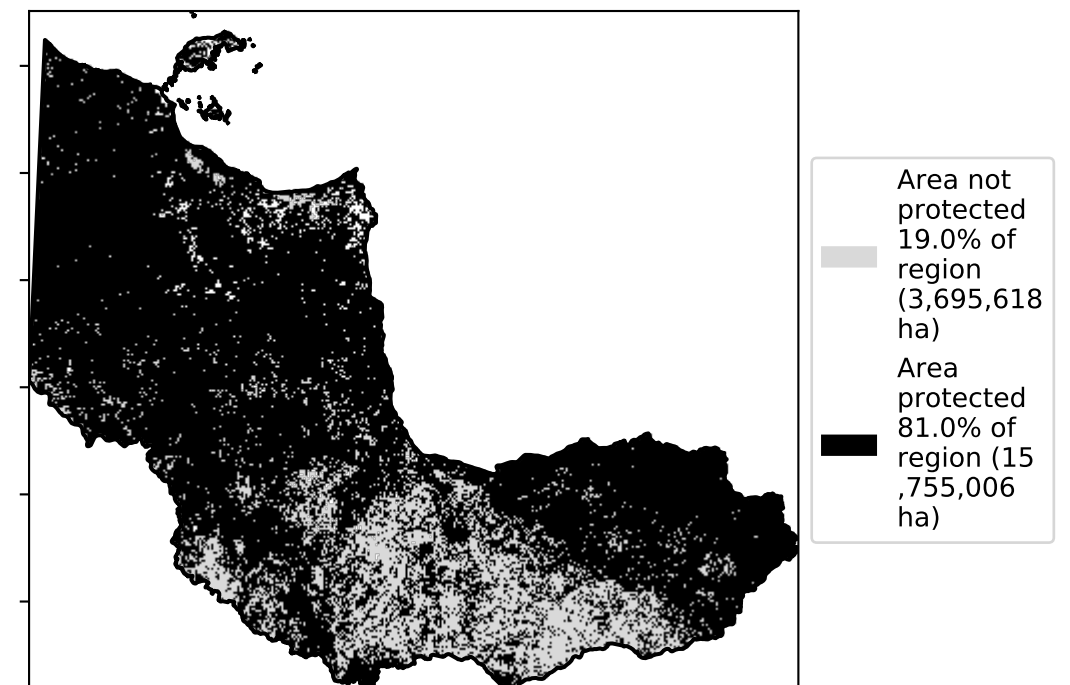 Area not
protected
19.0% of
region
(3,695,618
ha)
Area
protected
81.0% of
region (15
,755,006
ha)